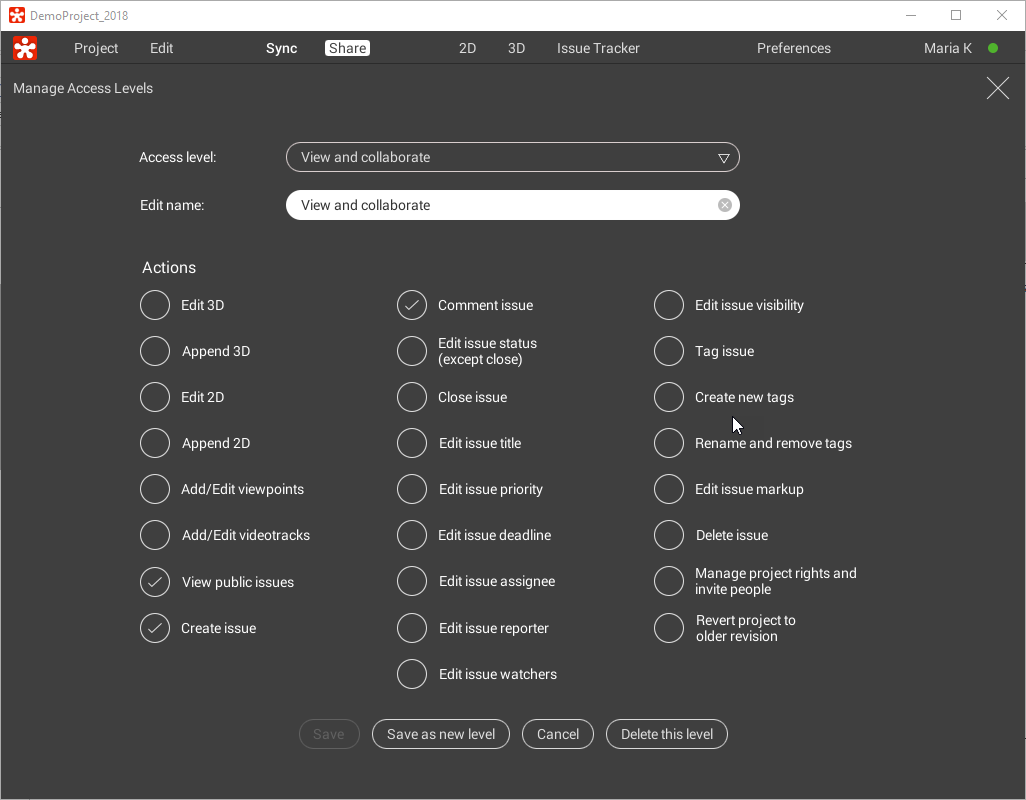 DemoProject_2018
Project Edit Sync Share 2D 3D Issue Tracker Preferences Maria K
Manage Access Levels
Access level: View and collaborate
Edit name: View and collaborate
Actions
Edit 3D
Append 3D
Edit 2D
Append 2D
Add/Edit viewpoints
Add/Edit videotracks
View public issues
Create issue
Comment issue
Edit issue status
(except close)
Close issue
Edit issue title
Edit issue priority
Edit issue deadline
Edit issue assignee
Edit issue reporter
Edit issue watchers
Edit issue visibility
Tag issue
Create new tags
Rename and remove tags
Edit issue markup
Delete issue
Manage project rights and
invite people
Revert project to
older revision
Save Save as new level Cancel Delete this level